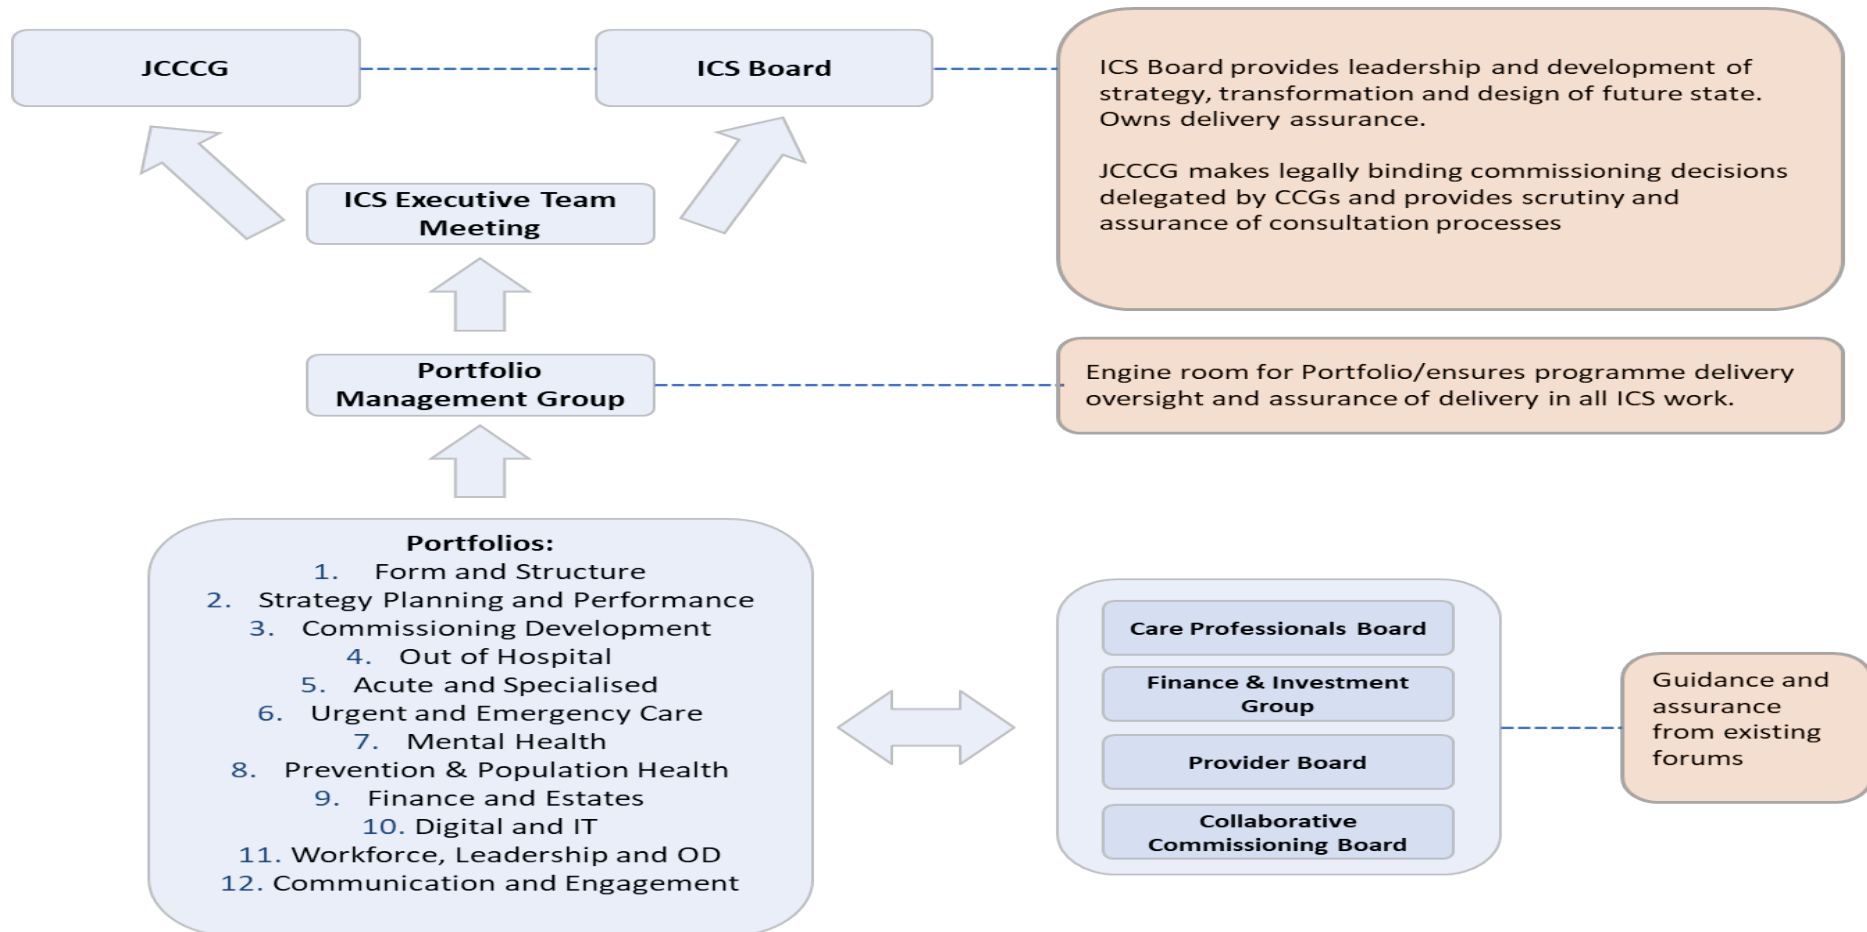 JCCCG
ICS Board
ICS Board provides leadership and development of
strategy, transformation and design of future state.
Owns delivery assurance.
JCCCG makes legally binding commissioning decisions
delegated by CCGs and provides scrutiny and
assurance of consultation processes
ICS Executive Team
Meeting
Portfolio
Management Group
Engine room for Portfolio/ensures programme delivery
oversight and assurance of delivery in all ICS work.
Portfolios:
1. Form and Structure
2. Strategy Planning and Performance
3. Commissioning Development
4. Out of Hospital
5. Acute and Specialised
6. Urgent and Emergency Care
7. Mental Health
8. Prevention & Population Health
9. Finance and Estates
10. Digital and IT
11. Workforce, Leadership and OD
12. Communication and Engagement
Care Professionals Board
Finance & Investment
Group
Provider Board
Collaborative
Commissioning Board
Guidance and
assurance
from existing
forums